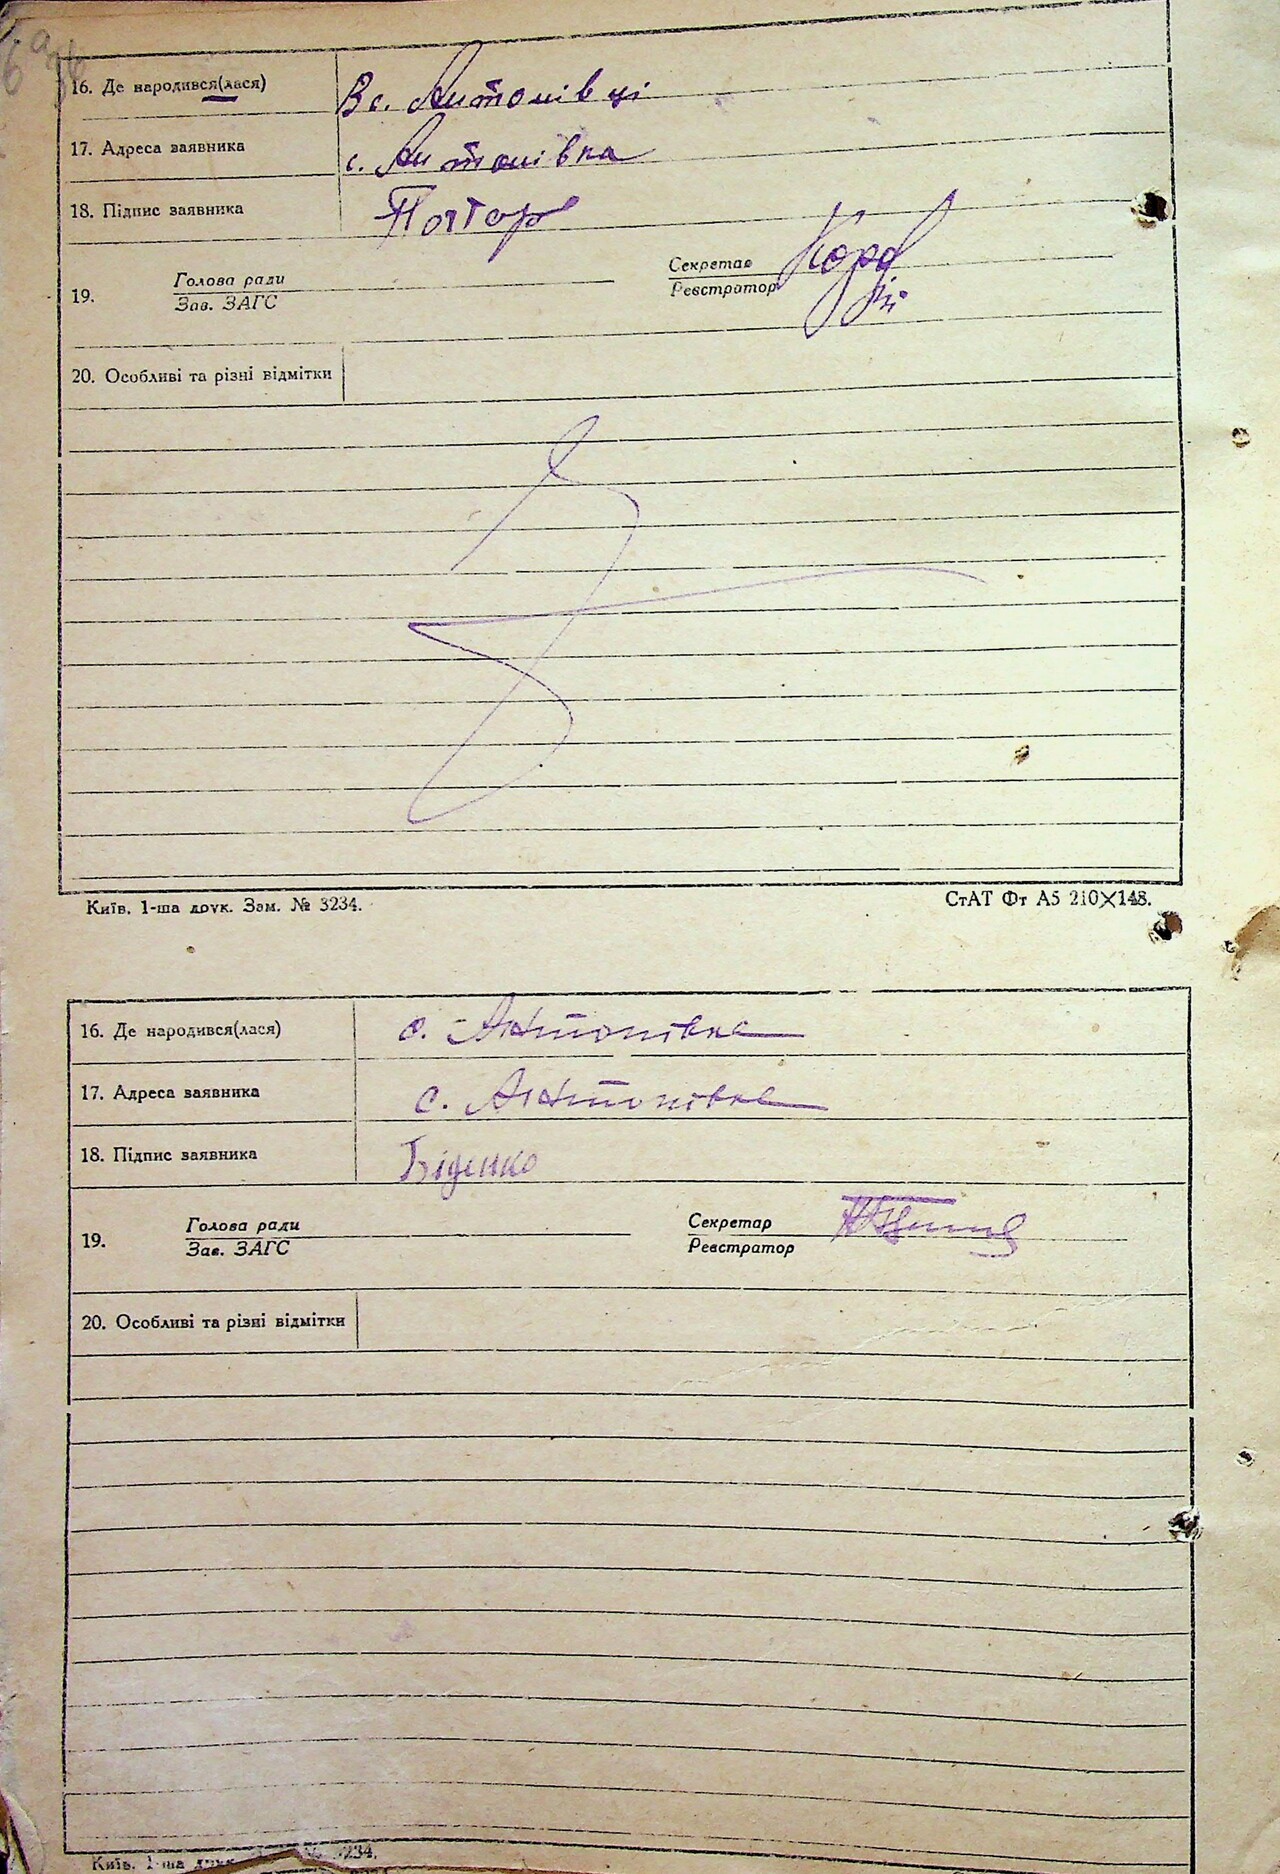 16. Де народився(лася) В с. Антонівці
17. Адреса заявника с. Антонівка
18. Підпис заявника
19. Голова ради Секретар
Зав. ЗАГС Реєстратор
20. Особливі та різні відмітки
Київ. 1-ша друк. Зам. № 3234. СтАТ Фт А5 210×148.
16. Де народився(лася) с. Антонівка
17. Адреса заявника с. Антонівка
18. Підпис заявника Біденко
19. Голова ради Секретар
Зав. ЗАГС Реєстратор
20. Особливі та різні відмітки
Київ. 1-ша друк. № 3234.